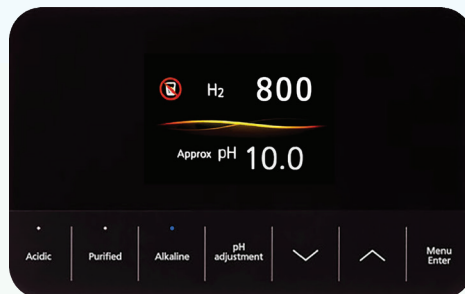 H₂ 800
Approx pH 10.0
Acidic
Purified
Alkaline
pH
adjustment
Menu
Enter